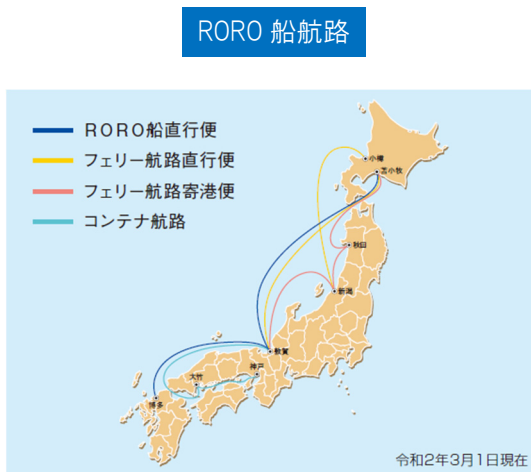 RORO 船航路
RORO船直行便
フェリー航路直行便
フェリー航路寄港便
コンテナ航路
小樽
苫小牧
秋田
新潟
敦賀
神戸
大竹
博多
令和2年3月1日現在